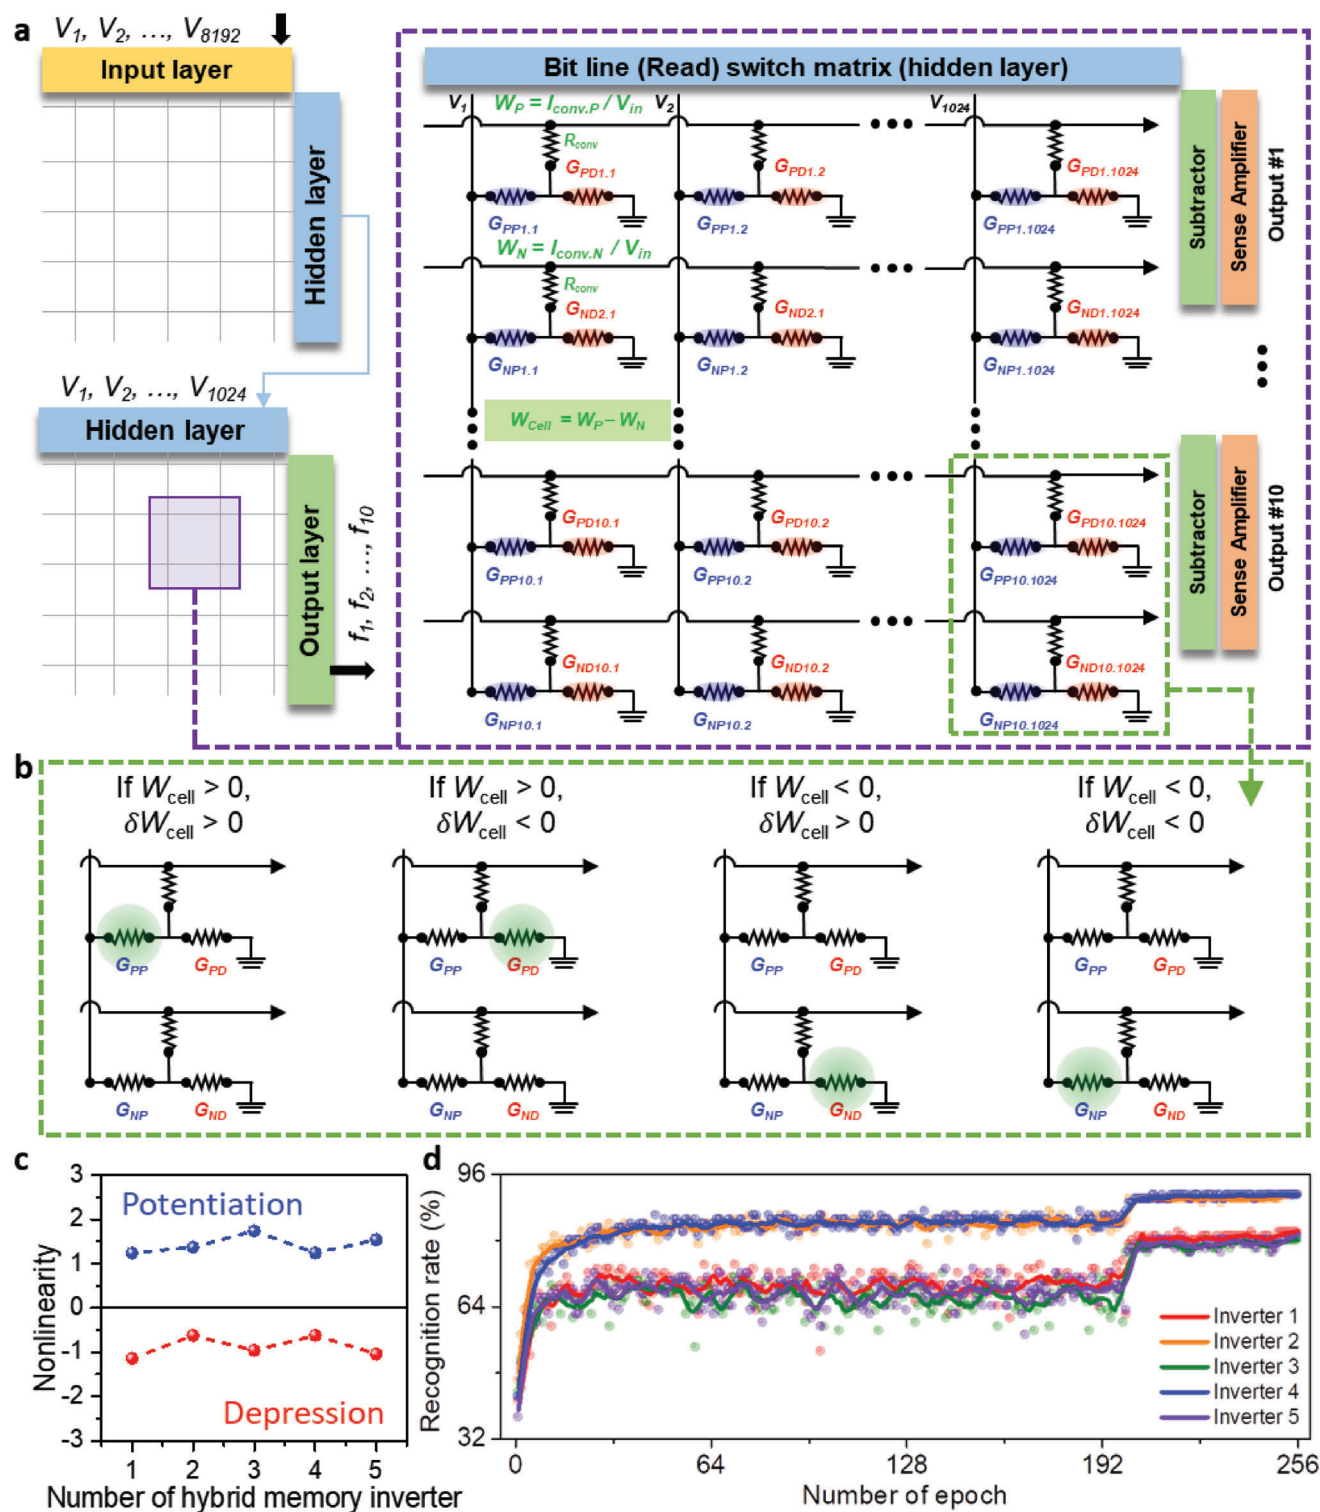 a
V1, V2, ..., V8192
Input layer
Hidden layer
V1, V2, ..., V1024
Hidden layer
Output layer
f1, f2, ..., f10
Bit line (Read) switch matrix (hidden layer)
V1
WP = Iconv.P / Vin
V2
V1024
Rconv
GPD1.1
GPD1.2
GPD1.1024
GPP1.1
GPP1.2
GPP1.1024
WN = Iconv.N / Vin
Rconv
GND2.1
GND2.1
GND1.1024
GNP1.1
GNP1.2
GNP1.1024
Subtractor
Sense Amplifier
Output #1
WCell = WP – WN
GPD10.1
GPD10.2
GPD10.1024
GPP10.1
GPP10.2
GPP10.1024
GND10.1
GND10.2
GND10.1024
GNP10.1
GNP10.2
GNP10.1024
Subtractor
Sense Amplifier
Output #10
b
If Wcell > 0,
δWcell > 0
If Wcell > 0,
δWcell < 0
If Wcell < 0,
δWcell > 0
If Wcell < 0,
δWcell < 0
GPP GPD
GPP GPD
GPP GPD
GPP GPD
GNP GND
GNP GND
GNP GND
GNP GND
c
3
2
1
0
-1
-2
-3
Nonlinearity
Potentiation
Depression
1 2 3 4 5
Number of hybrid memory inverter
d
96
64
32
Recognition rate (%)
Inverter 1
Inverter 2
Inverter 3
Inverter 4
Inverter 5
0 64 128 192 256
Number of epoch